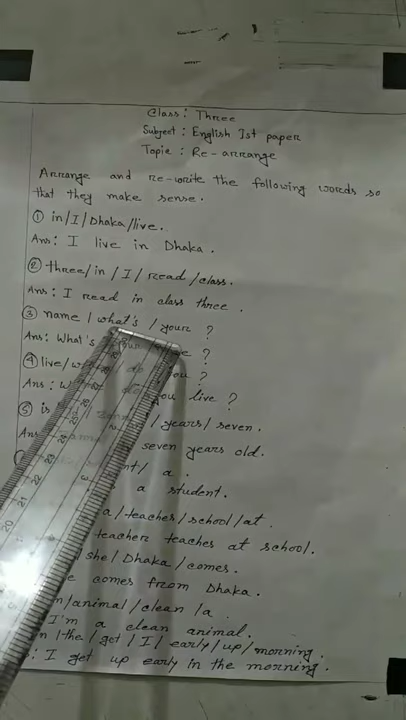 Class: Three
Subject: English 1st paper
Topic: Re-arrange
Arrange and re-write the following words so
that they make sense.
① in/I/Dhaka/live.
Ans: I live in Dhaka.
② three/in/I/read/class.
Ans: I read in class three.
③ name/what's/your ?
Ans: What's ?
④ live/ do ?
Ans: you live ?
⑤ is /years/seven.
seven years old.
/ a.
a student.
a/teacher/school/at.
teacher teaches at school.
she/Dhaka/comes.
comes from Dhaka.
/animal/clean/a.
I'm a clean animal.
/the/got/I/early/up/morning.
: I get up early in the morning.